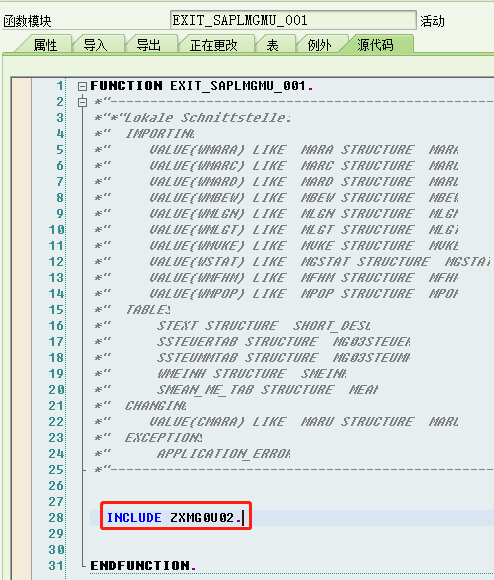 函数模块 EXIT_SAPLMGMU_001 活动
属性 导入 导出 正在更改 表 例外 源代码
1 FUNCTION EXIT_SAPLMGMU_001.
2 *"----------------------------------------------------------------------
3 *"*"Lokale Schnittstelle:
4 *" IMPORTING
5 *" VALUE(WMARA) LIKE MARA STRUCTURE MARA
6 *" VALUE(WMARC) LIKE MARC STRUCTURE MARC
7 *" VALUE(WMARD) LIKE MARD STRUCTURE MARD
8 *" VALUE(WMBEW) LIKE MBEW STRUCTURE MBEW
9 *" VALUE(WMLGN) LIKE MLGN STRUCTURE MLGN
10 *" VALUE(WMLGT) LIKE MLGT STRUCTURE MLGT
11 *" VALUE(WMVKE) LIKE MVKE STRUCTURE MVKE
12 *" VALUE(WSTAT) LIKE MGSTAT STRUCTURE MGSTAT
13 *" VALUE(WMFHM) LIKE MFHM STRUCTURE MFHM
14 *" VALUE(WMPOP) LIKE MPOP STRUCTURE MPOP
15 *" TABLES
16 *" STEXT STRUCTURE SHORT_DESC
17 *" SSTEUERTAB STRUCTURE MG03STEUER
18 *" SSTEUMMTAB STRUCTURE MG03STEUMM
19 *" WMEINH STRUCTURE SMEINH
20 *" SMEAN_ME_TAB STRUCTURE MEAN
21 *" CHANGING
22 *" VALUE(CMARA) LIKE MARU STRUCTURE MARU
23 *" EXCEPTIONS
24 *" APPLICATION_ERROR
25 *"----------------------------------------------------------------------
26
27
28 INCLUDE ZXMG0U02.
29
30
31 ENDFUNCTION.